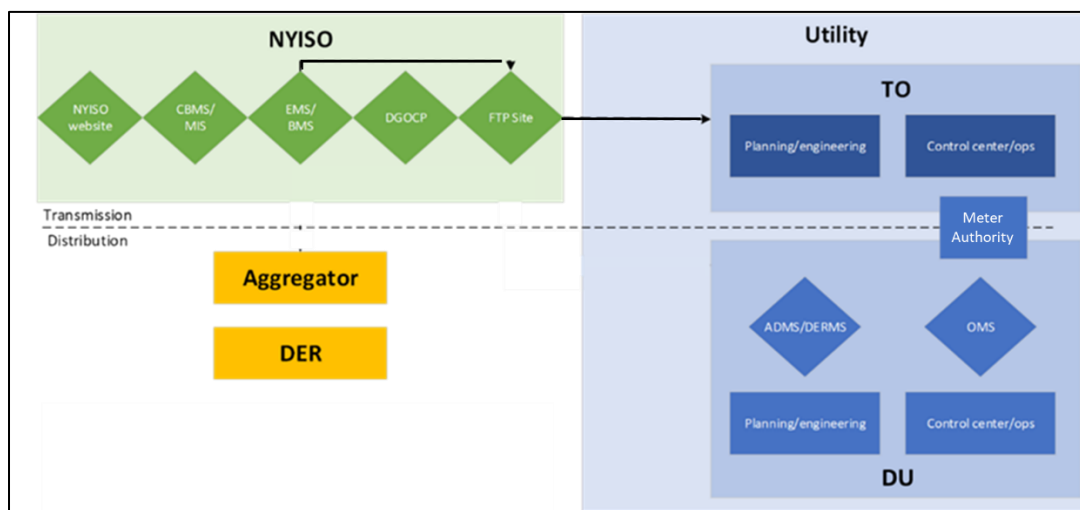 NYISO
Utility
NYISO
website
CBMS/
MIS
EMS/
BMS
DGOCP
FTP Site
TO
Planning/engineering
Control center/ops
Transmission
Distribution
Meter
Authority
Aggregator
DER
ADMS/DERMS
OMS
Planning/engineering
Control center/ops
DU